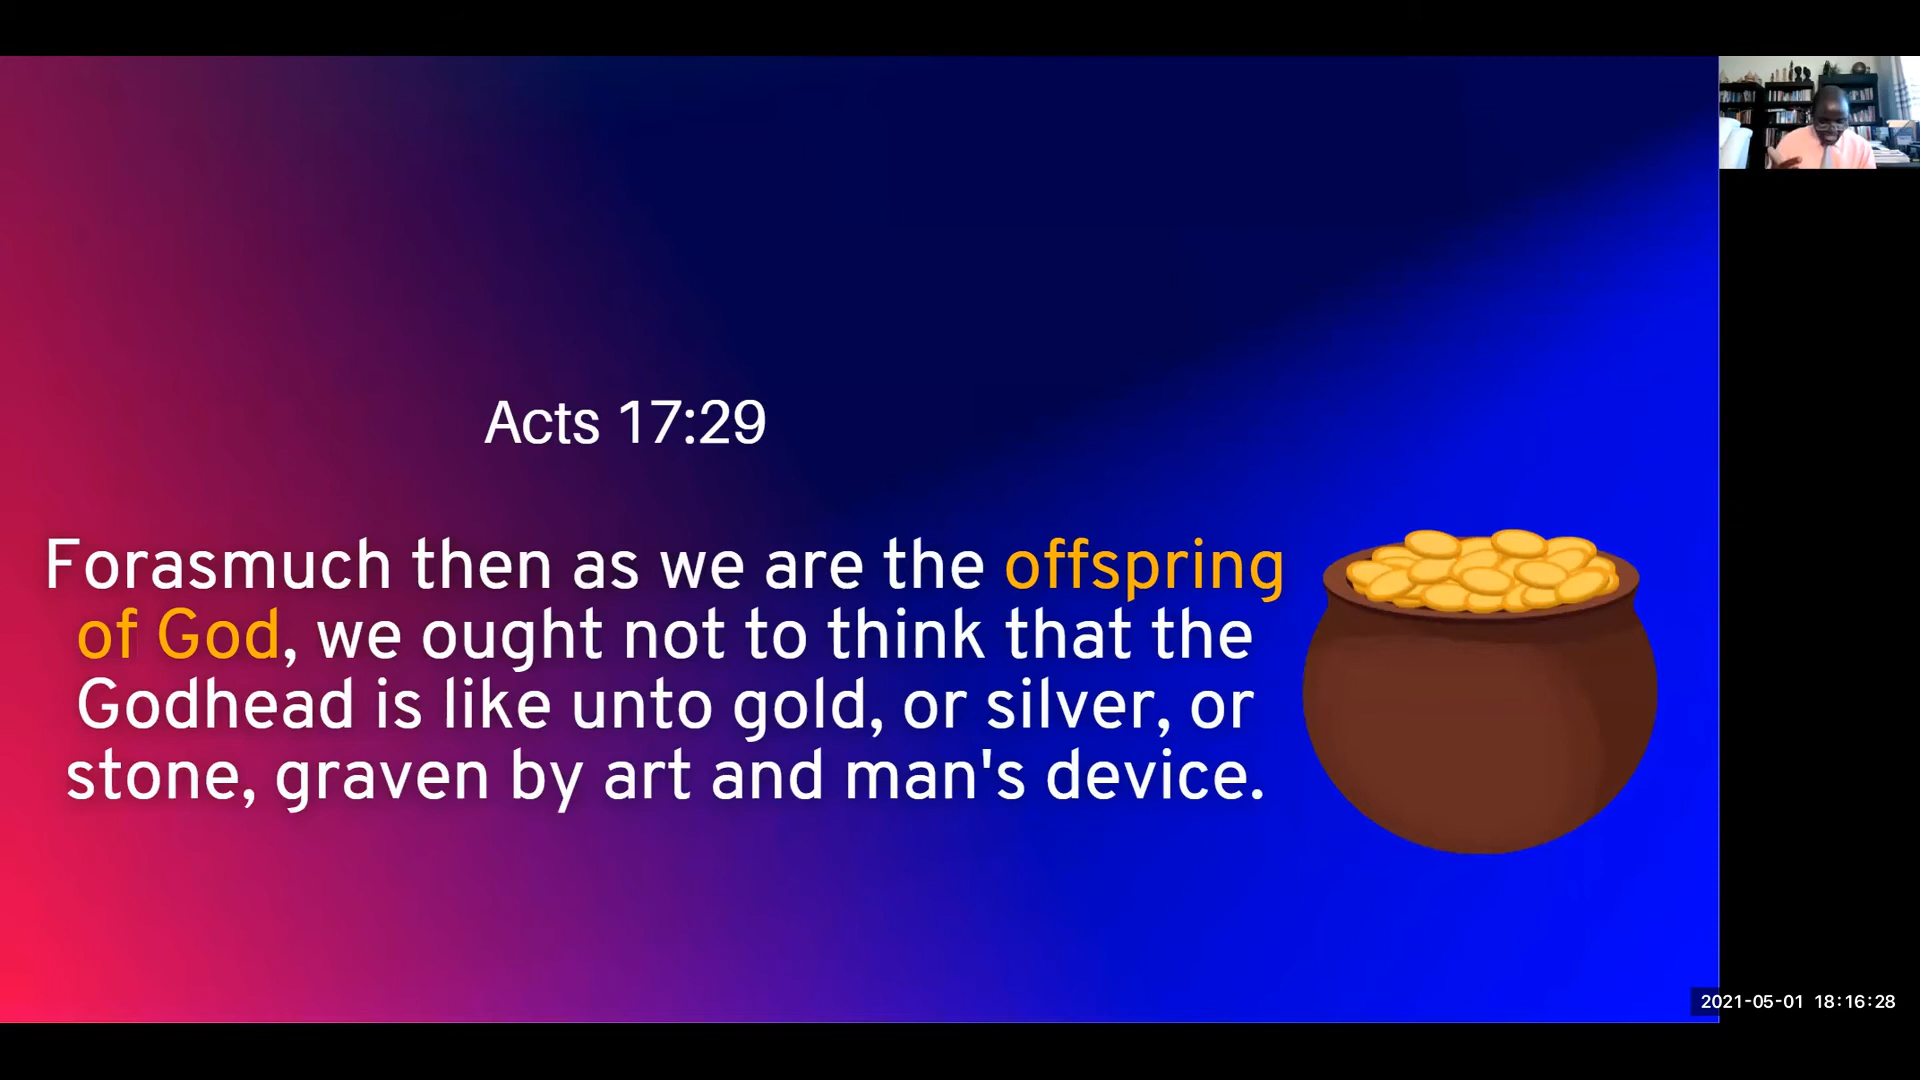 Acts 17:29
Forasmuch then as we are the offspring
of God, we ought not to think that the
Godhead is like unto gold, or silver, or
stone, graven by art and man's device.
2021-05-01 18:16:28